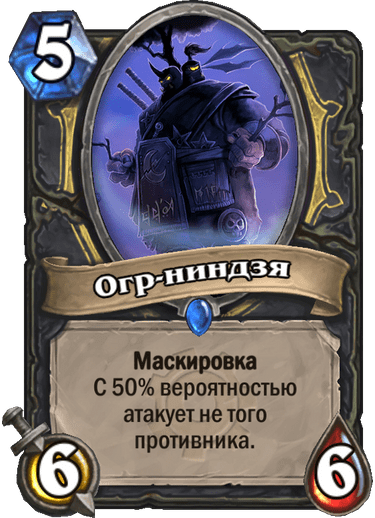 5
Огр-ниндзя
Маскировка
С 50% вероятностью
атакует не того
противника.
6
6